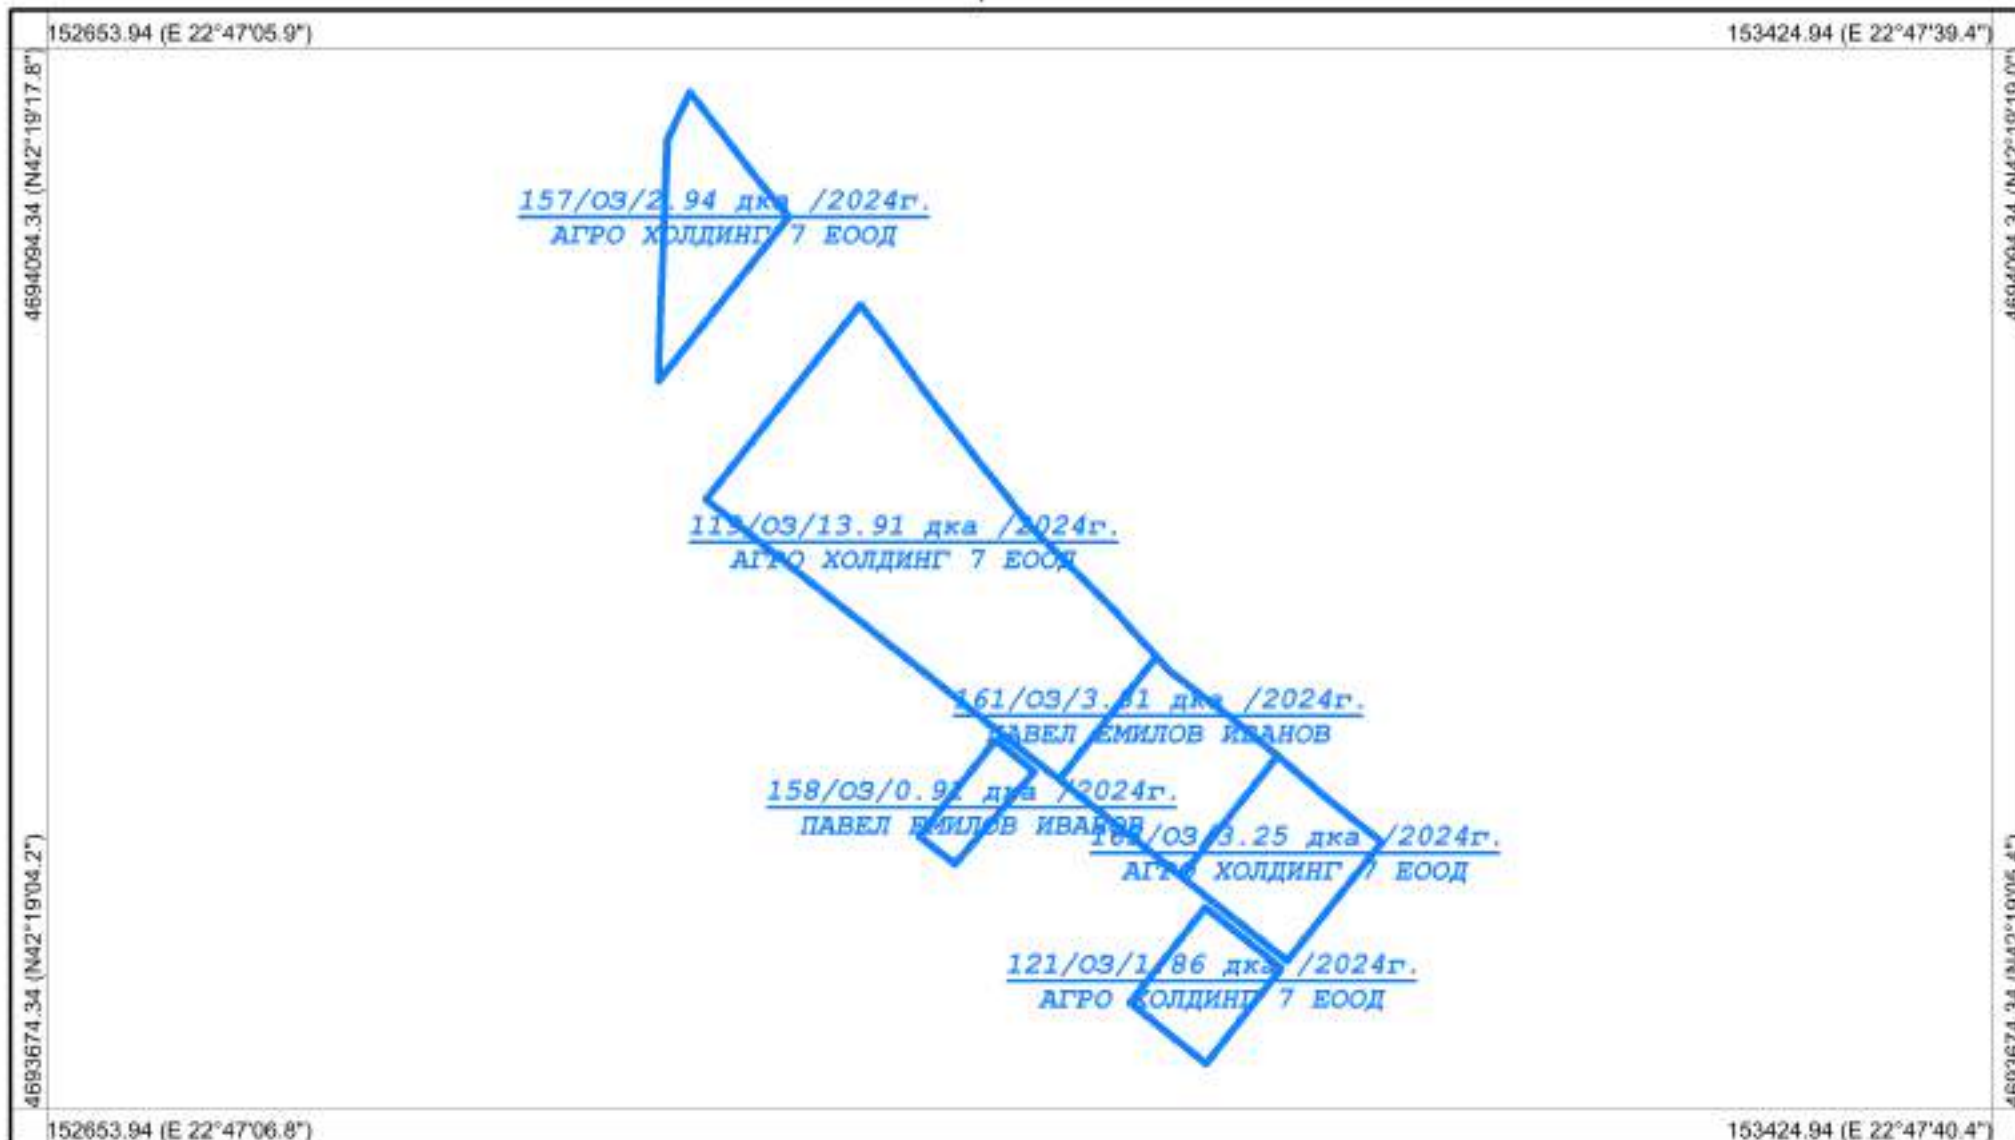 152653.94 (E 22°47'05.9")
153424.94 (E 22°47'39.4")
4694094.34 (N42°19'17.8")
157/ОЗ/2.94 дка /2024г.
АГРО ХОЛДИНГ 7 ЕООД
/ОЗ/13.91 дка /2024г.
АГРО ХОЛДИНГ 7 ЕООД
161/ОЗ/3. дка /2024г.
ПАВЕЛ ЕМИЛОВ ИВАНОВ
158/ОЗ/0.91 дка /2024г.
ПАВЕЛ ЕМИЛОВ ИВАНОВ
/ОЗ/3.25 дка /2024г.
АГРО ХОЛДИНГ 7 ЕООД
121/ОЗ/1.86 дка /2024г.
АГРО ХОЛДИНГ 7 ЕООД
4693674.34 (N42°19'04.2")
152653.94 (E 22°47'06.8")
153424.94 (E 22°47'40.4")